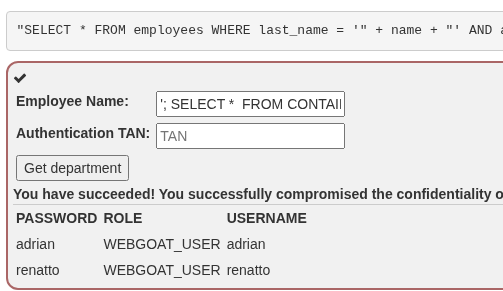 "SELECT * FROM employees WHERE last_name = '" + name + "' AND
Employee Name: '; SELECT * FROM CONTAI
Authentication TAN: TAN
Get department
You have succeeded! You successfully compromised the confidentiality
PASSWORD ROLE USERNAME
adrian WEBGOAT_USER adrian
renatto WEBGOAT_USER renatto